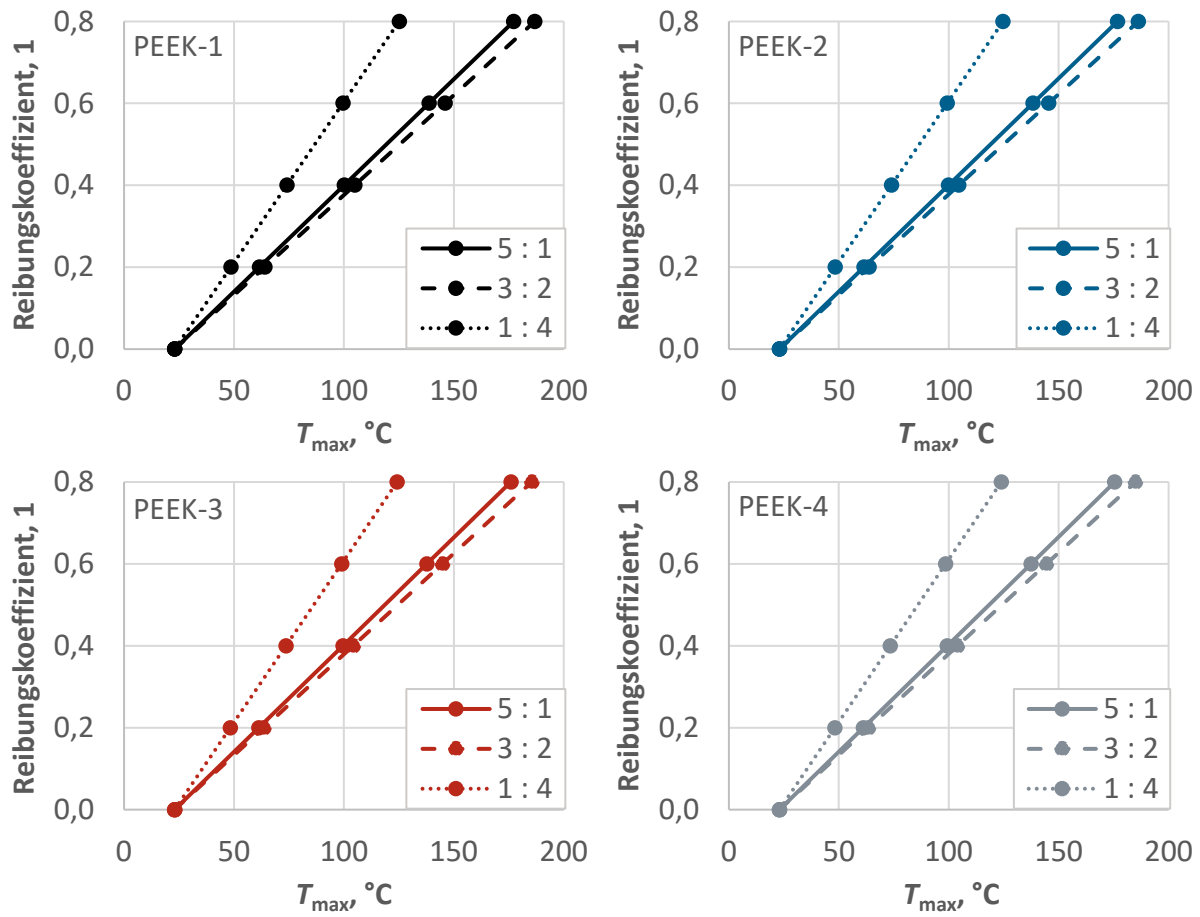 PEEK-1
Reibungskoeffizient, 1
0,8
0,6
0,4
0,2
0,0
0 50 100 150 200
Tmax, °C
5 : 1
3 : 2
1 : 4
PEEK-2
Reibungskoeffizient, 1
0,8
0,6
0,4
0,2
0,0
0 50 100 150 200
Tmax, °C
5 : 1
3 : 2
1 : 4
PEEK-3
Reibungskoeffizient, 1
0,8
0,6
0,4
0,2
0,0
0 50 100 150 200
Tmax, °C
5 : 1
3 : 2
1 : 4
PEEK-4
Reibungskoeffizient, 1
0,8
0,6
0,4
0,2
0,0
0 50 100 150 200
Tmax, °C
5 : 1
3 : 2
1 : 4